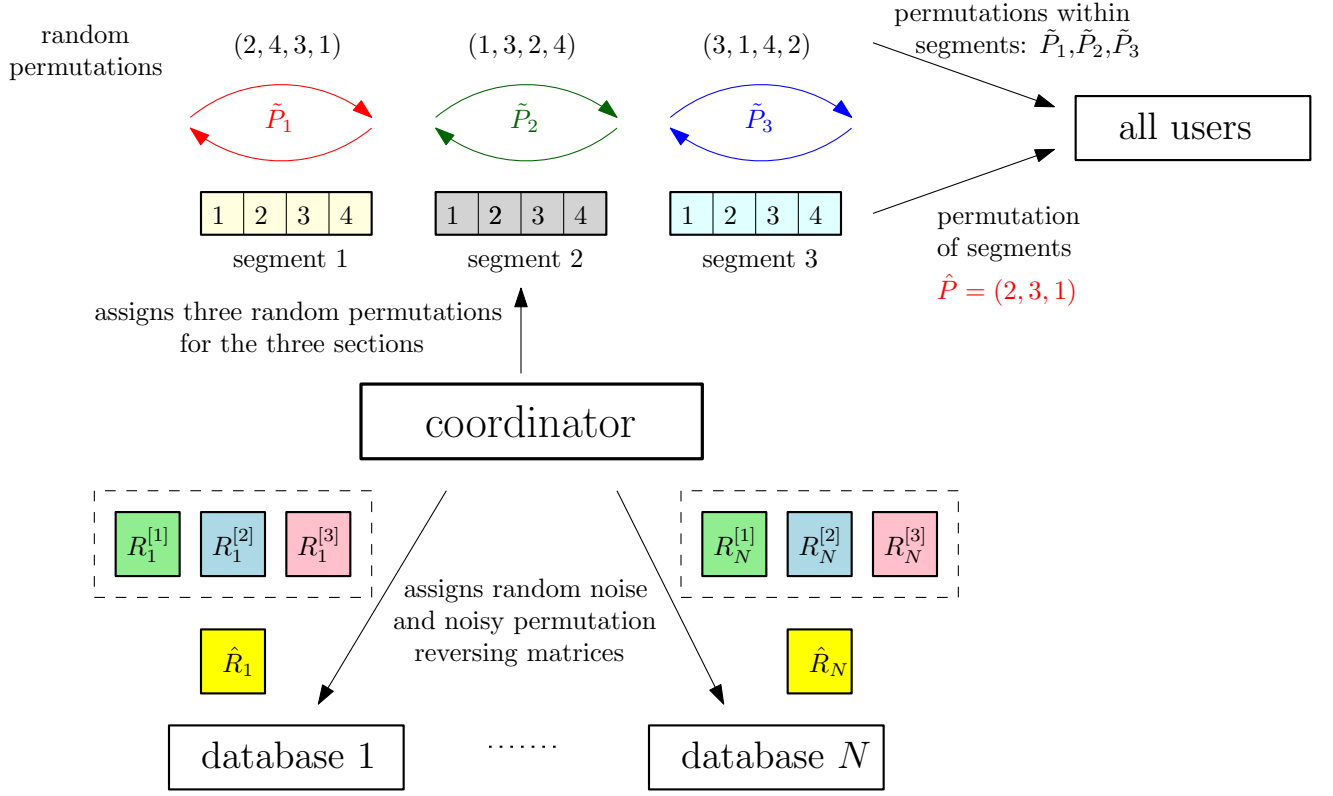 random
permutations
(2, 4, 3, 1)
(1, 3, 2, 4)
(3, 1, 4, 2)
permutations within
segments: P̃₁,P̃₂,P̃₃
P̃₁
P̃₂
P̃₃
all users
1 2 3 4
1 2 3 4
1 2 3 4
segment 1
segment 2
segment 3
permutation
of segments
P̂ = (2, 3, 1)
assigns three random permutations
for the three sections
coordinator
R₁^[1] R₁^[2] R₁^[3]
R_N^[1] R_N^[2] R_N^[3]
assigns random noise
and noisy permutation
reversing matrices
R̂₁
R̂_N
database 1
.......
database N